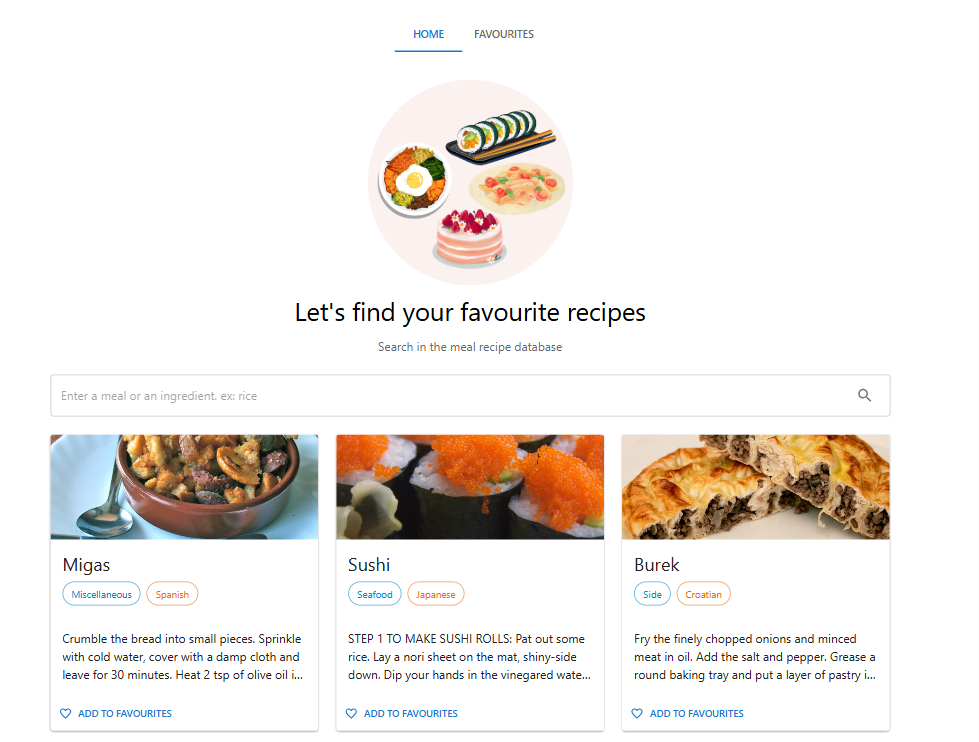 HOME FAVOURITES
Let's find your favourite recipes
Search in the meal recipe database
Enter a meal or an ingredient. ex: rice
Migas
Miscellaneous Spanish
Crumble the bread into small pieces. Sprinkle
with cold water, cover with a damp cloth and
leave for 30 minutes. Heat 2 tsp of olive oil i...
ADD TO FAVOURITES
Sushi
Seafood Japanese
STEP 1 TO MAKE SUSHI ROLLS: Pat out some
rice. Lay a nori sheet on the mat, shiny-side
down. Dip your hands in the vinegared wate...
ADD TO FAVOURITES
Burek
Side Croatian
Fry the finely chopped onions and minced
meat in oil. Add the salt and pepper. Grease a
round baking tray and put a layer of pastry i...
ADD TO FAVOURITES